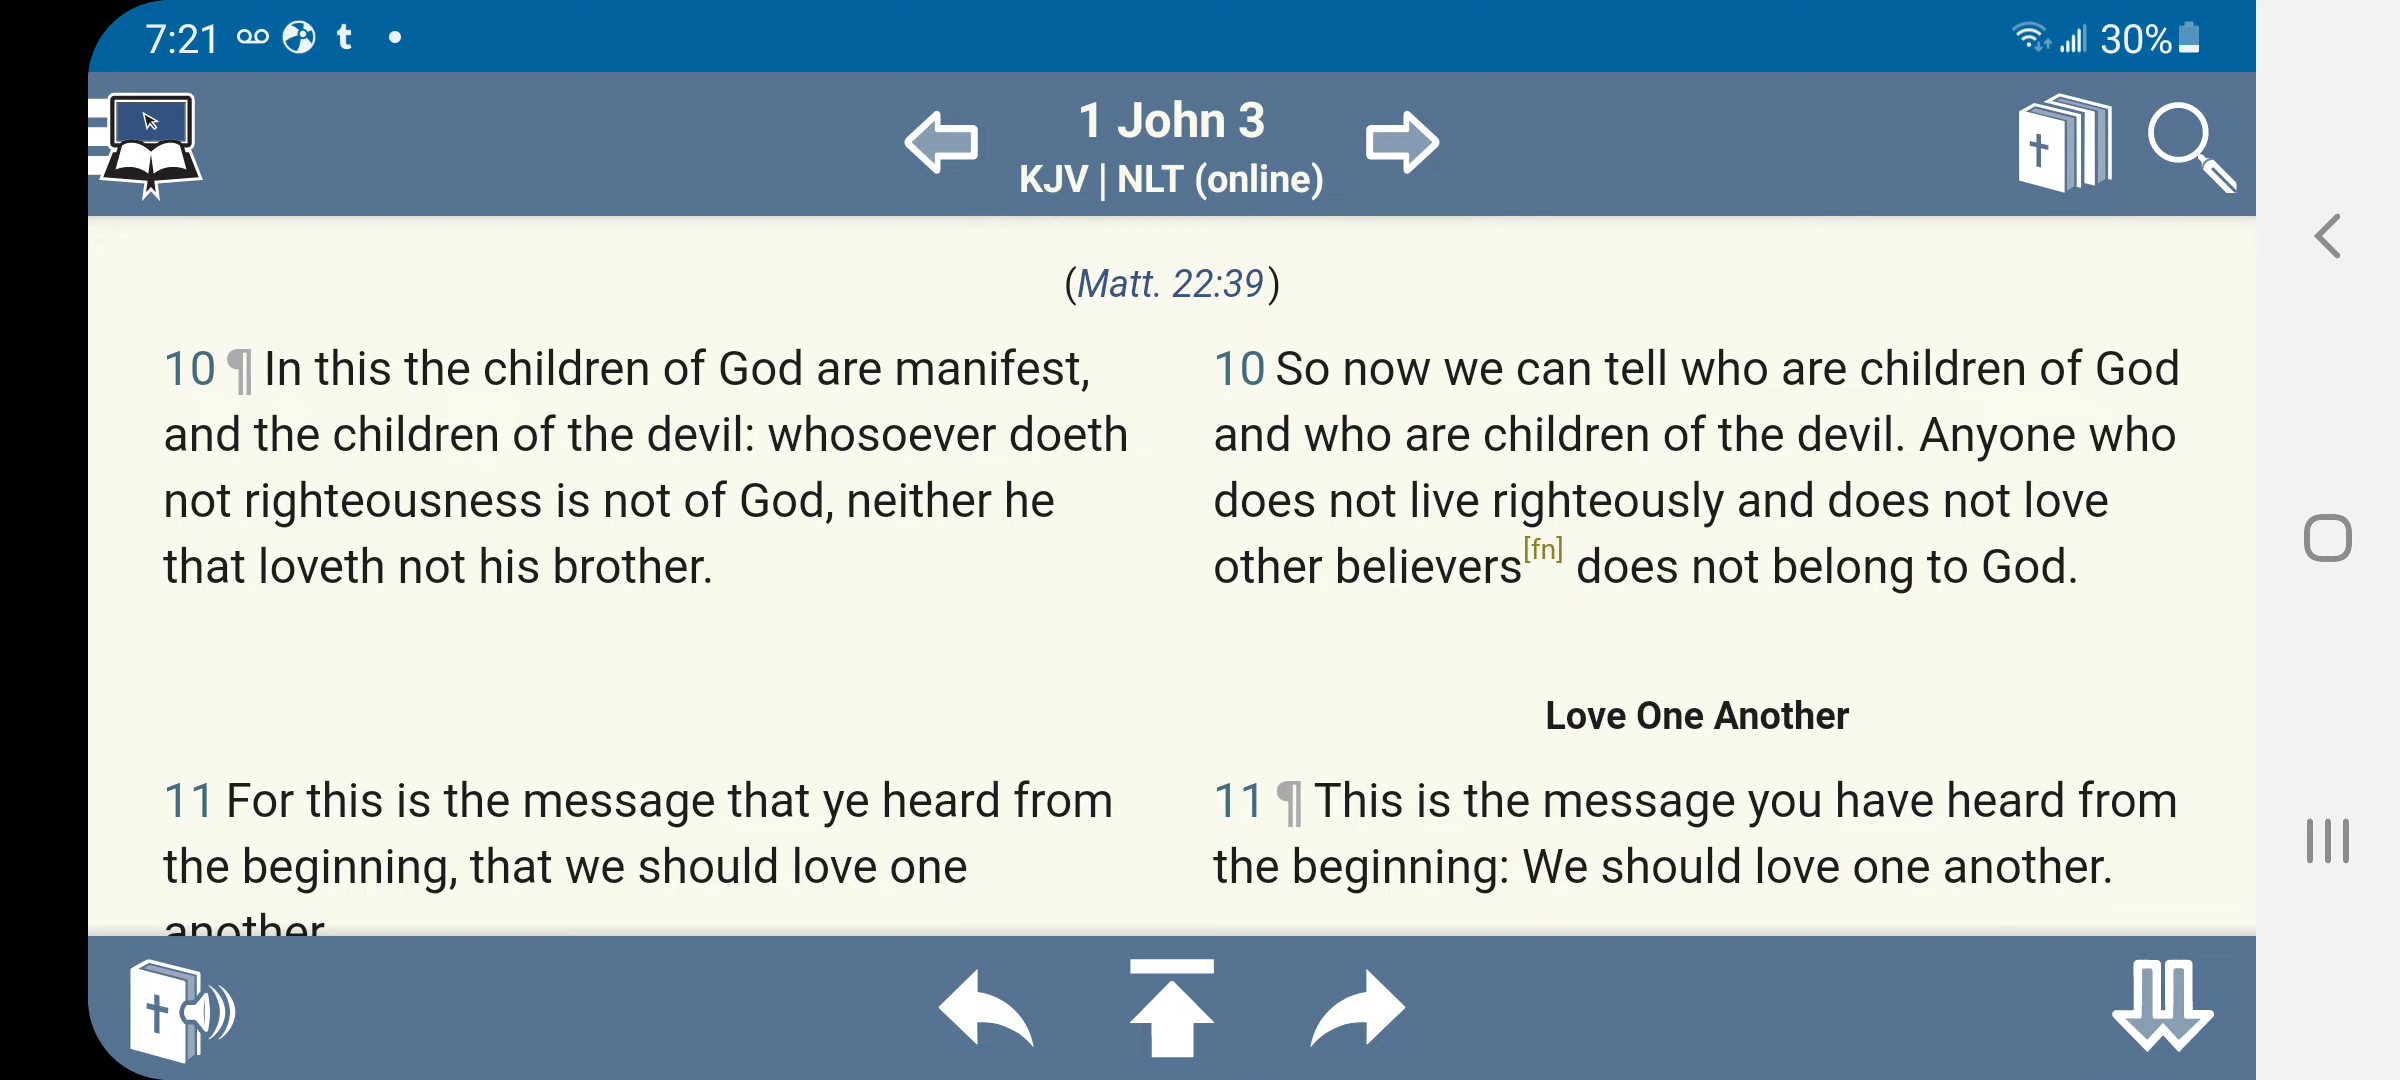 7:21 t 30%
1 John 3
KJV | NLT (online)
(Matt. 22:39)
10 ¶ In this the children of God are manifest,
and the children of the devil: whosoever doeth
not righteousness is not of God, neither he
that loveth not his brother.
11 For this is the message that ye heard from
the beginning, that we should love one
another
10 So now we can tell who are children of God
and who are children of the devil. Anyone who
does not live righteously and does not love
other believers[fn] does not belong to God.
Love One Another
11 ¶ This is the message you have heard from
the beginning: We should love one another.